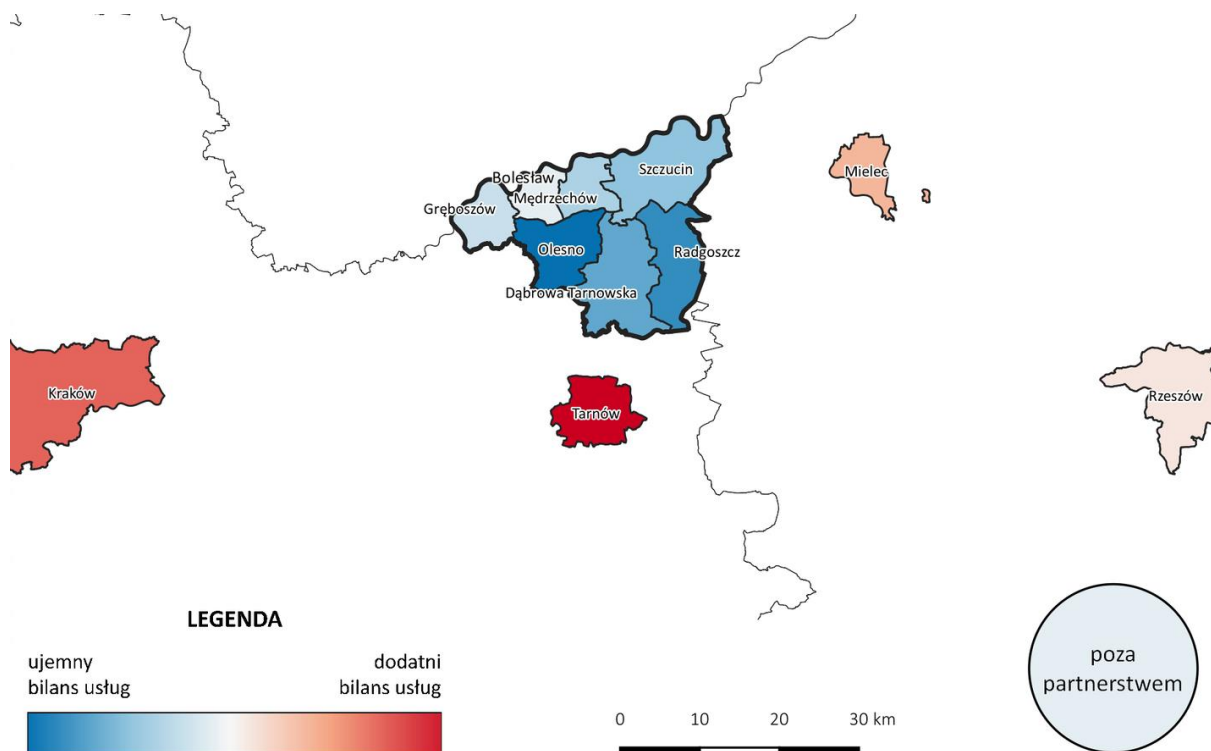 Szczucin
Mielec
Bolesław
Mędrzechów
Gręboszów
Olesno
Radgoszcz
Dąbrowa Tarnowska
Kraków
Tarnów
Rzeszów
LEGENDA
ujemny
bilans usług
dodatni
bilans usług
poza
partnerstwem
0 10 20 30 km